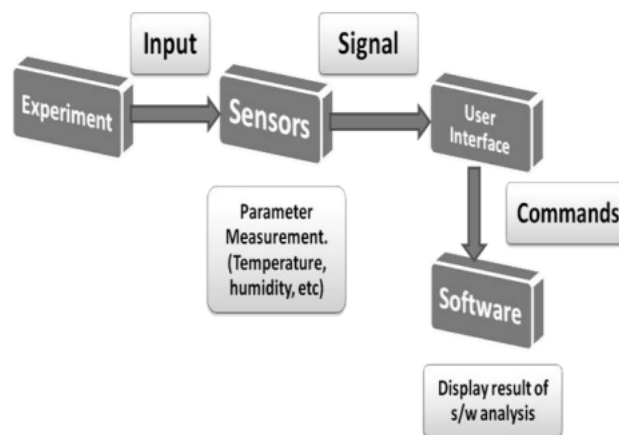 Input
Signal
Experiment
Sensors
User
Interface
Parameter
Measurement.
(Temperature,
humidity, etc)
Commands
Software
Display result of
s/w analysis